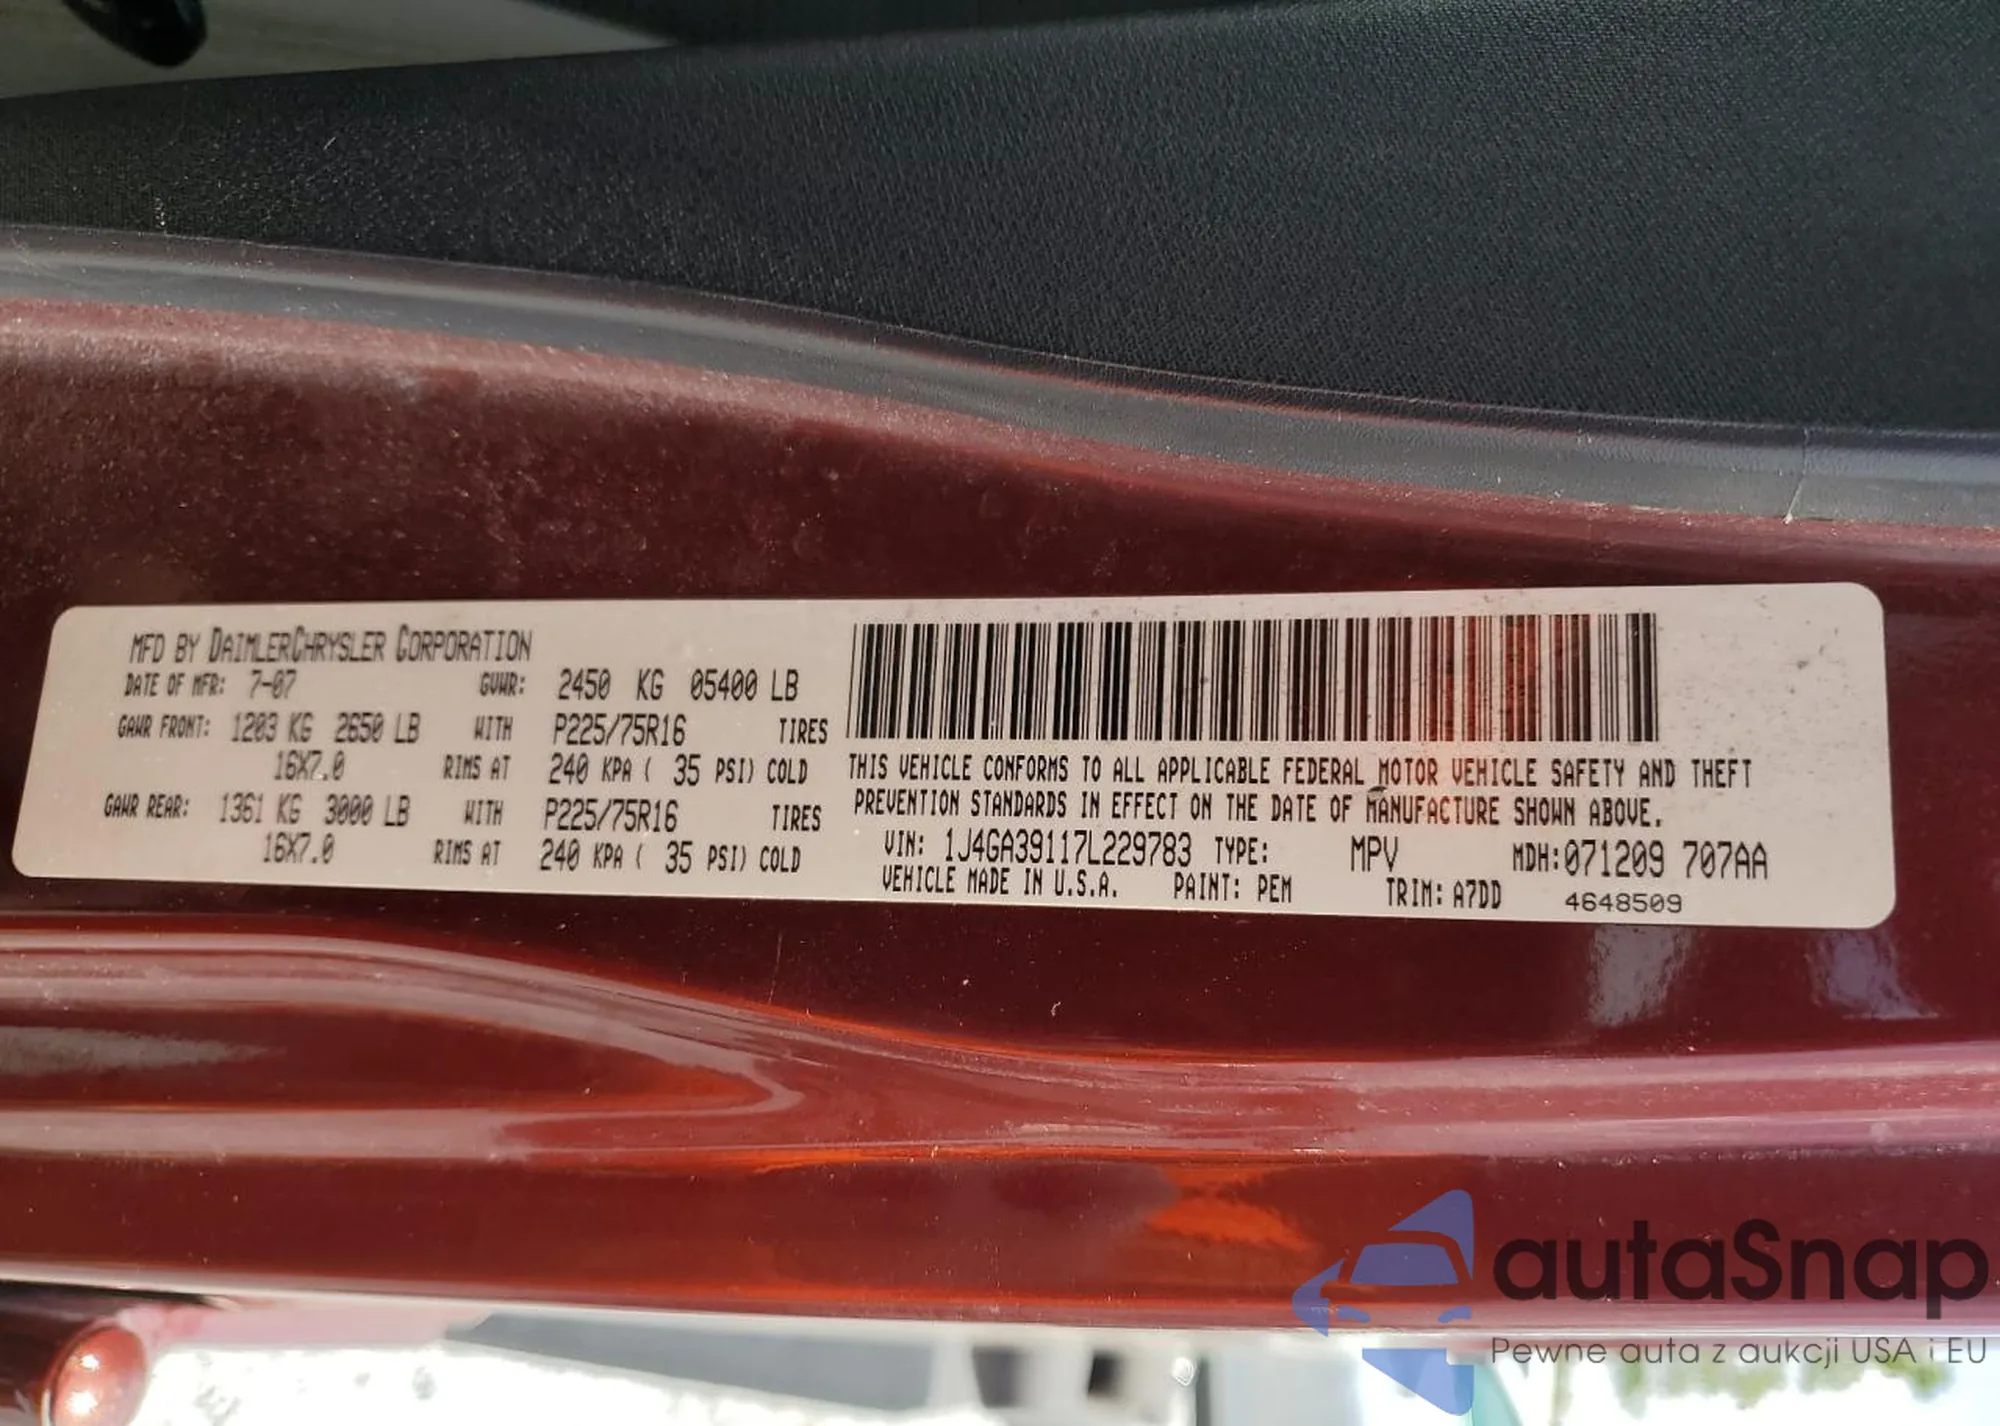 MFD BY DAIMLERCHRYSLER CORPORATION
DATE OF MFR: 7-07 GVWR: 2450 KG 05400 LB
GAWR FRONT: 1203 KG 2650 LB WITH P225/75R16 TIRES
16X7.0 RIMS AT 240 KPA ( 35 PSI) COLD
GAWR REAR: 1361 KG 3000 LB WITH P225/75R16 TIRES
16X7.0 RIMS AT 240 KPA ( 35 PSI) COLD
THIS VEHICLE CONFORMS TO ALL APPLICABLE FEDERAL MOTOR VEHICLE SAFETY AND THEFT
PREVENTION STANDARDS IN EFFECT ON THE DATE OF MANUFACTURE SHOWN ABOVE.
VIN: 1J4GA39117L229783 TYPE: MPV MDH:071209 707AA
VEHICLE MADE IN U.S.A. PAINT: PEM TRIM: A7DD 4648509
autaSnap
Pewne auta z aukcji USA i EU